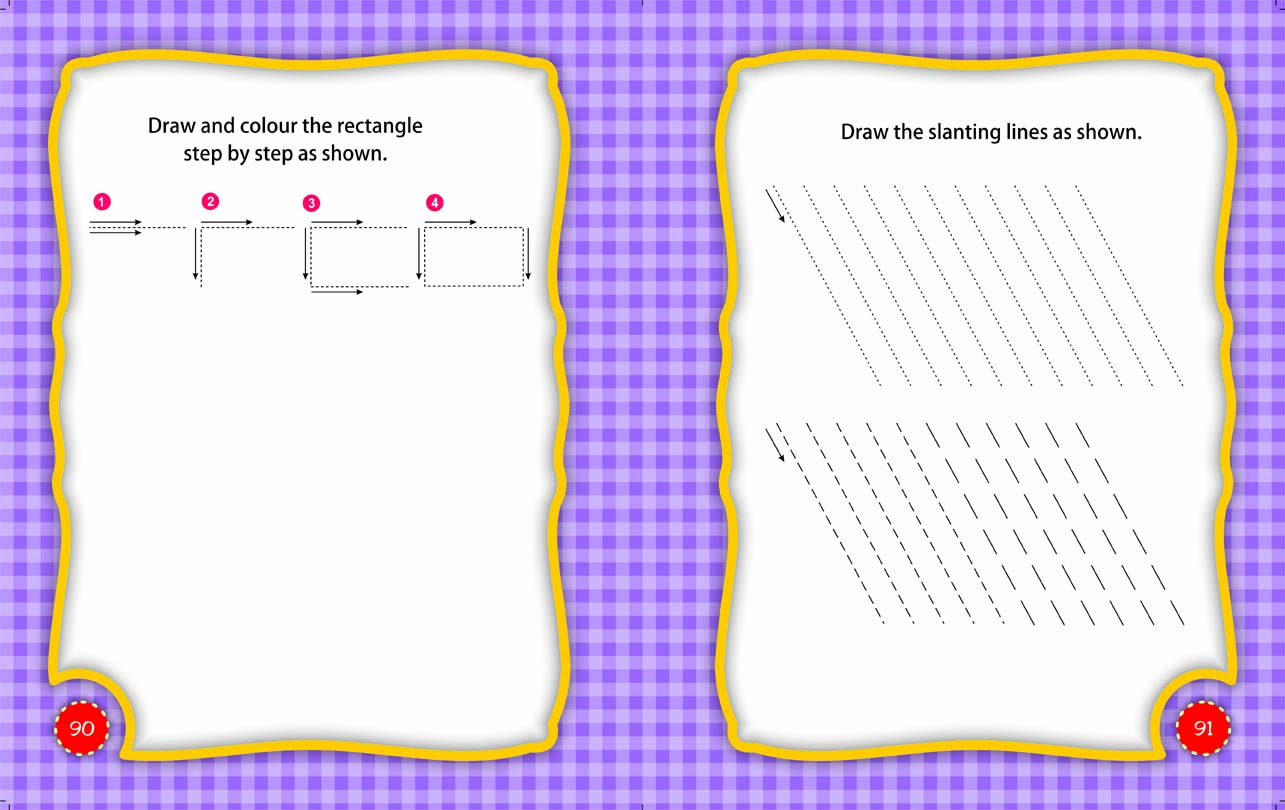 Draw and colour the rectangle
step by step as shown.
1 2 3 4
90
Draw the slanting lines as shown.
91